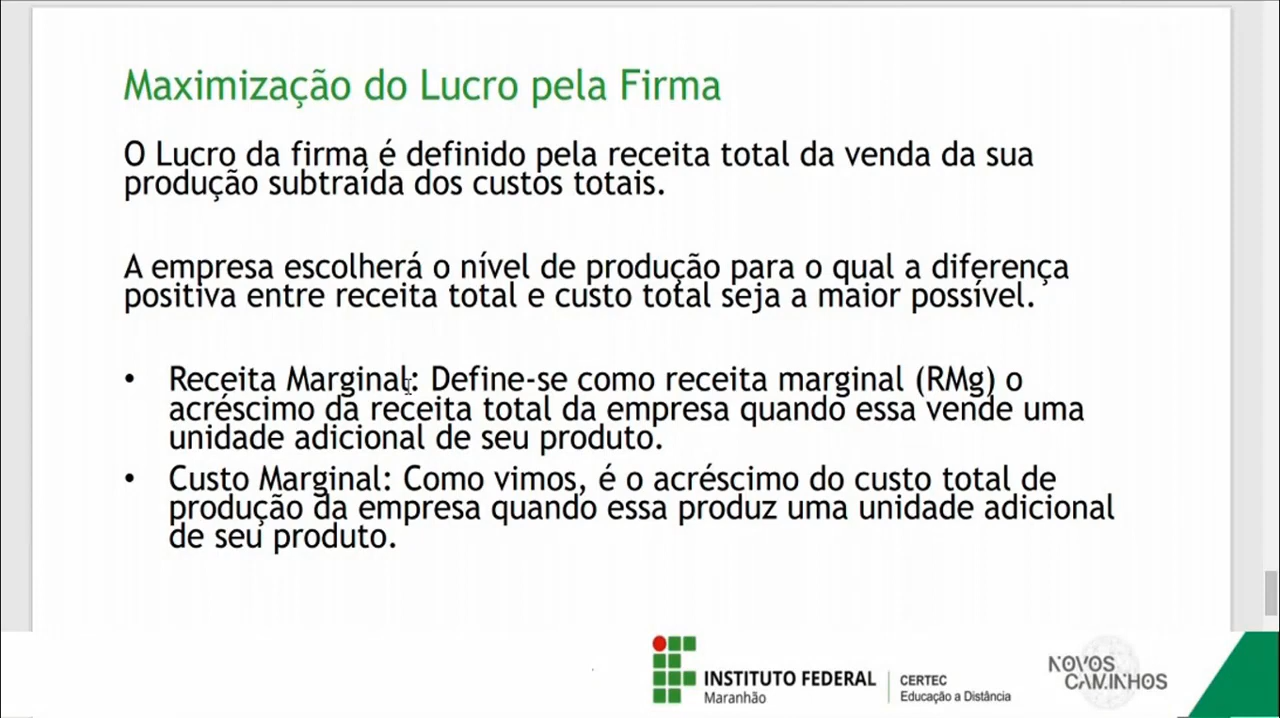 Maximização do Lucro pela Firma
O Lucro da firma é definido pela receita total da venda da sua
produção subtraída dos custos totais.
A empresa escolherá o nível de produção para o qual a diferença
positiva entre receita total e custo total seja a maior possível.
• Receita Marginal: Define-se como receita marginal (RMg) o
acréscimo da receita total da empresa quando essa vende uma
unidade adicional de seu produto.
• Custo Marginal: Como vimos, é o acréscimo do custo total de
produção da empresa quando essa produz uma unidade adicional
de seu produto.
INSTITUTO FEDERAL
Maranhão
CERTEC
Educação a Distância
NOVOS
CAMINHOS